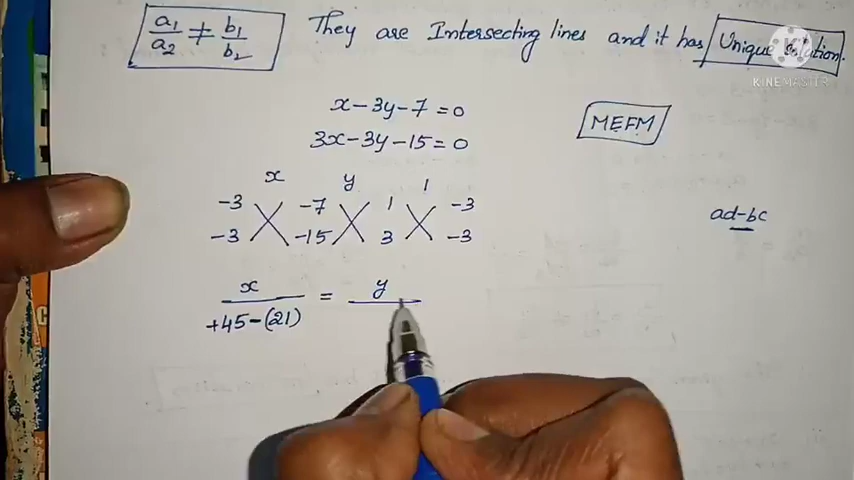 a₁/a₂ ≠ b₁/b₂ They are Intersecting lines and it has Unique solution.
KINEMASTER
x-3y-7=0
MEFM
3x-3y-15=0
x y 1
-3 -7 1 -3
-3 -15 3 -3
ad-bc
x/+45-(21) = y/